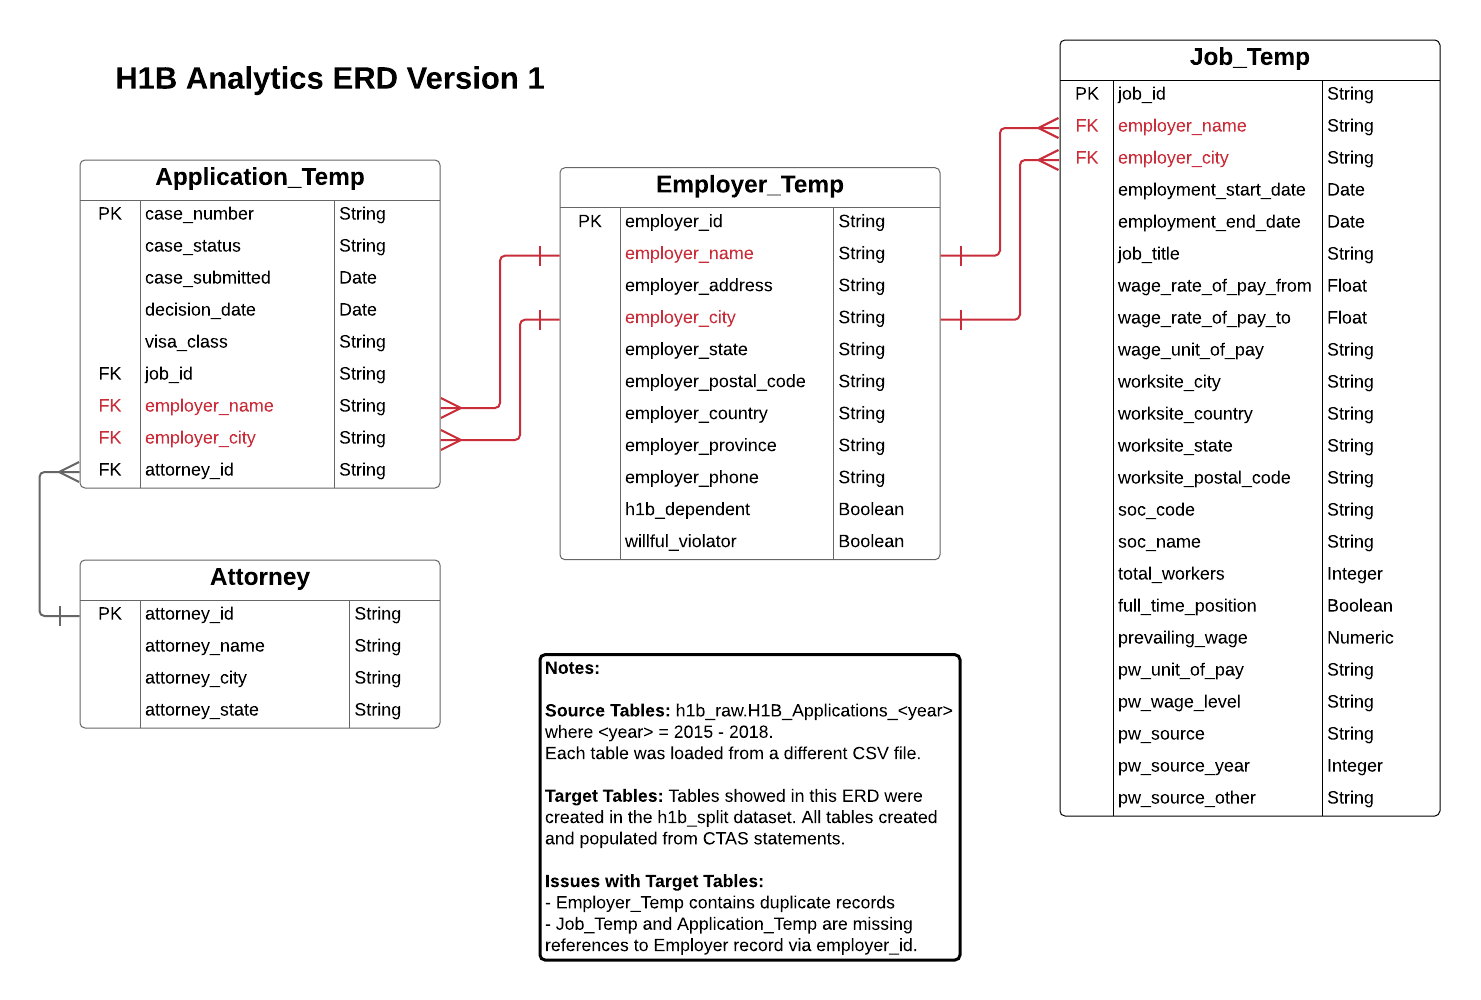 H1B Analytics ERD Version 1
Application_Temp
PK case_number String
case_status String
case_submitted Date
decision_date Date
visa_class String
FK job_id String
FK employer_name String
FK employer_city String
FK attorney_id String
Attorney
PK attorney_id String
attorney_name String
attorney_city String
attorney_state String
Employer_Temp
PK employer_id String
employer_name String
employer_address String
employer_city String
employer_state String
employer_postal_code String
employer_country String
employer_province String
employer_phone String
h1b_dependent Boolean
willful_violator Boolean
Job_Temp
PK job_id String
FK employer_name String
FK employer_city String
employment_start_date Date
employment_end_date Date
job_title String
wage_rate_of_pay_from Float
wage_rate_of_pay_to Float
wage_unit_of_pay String
worksite_city String
worksite_country String
worksite_state String
worksite_postal_code String
soc_code String
soc_name String
total_workers Integer
full_time_position Boolean
prevailing_wage Numeric
pw_unit_of_pay String
pw_wage_level String
pw_source String
pw_source_year Integer
pw_source_other String
Notes:
Source Tables: h1b_raw.H1B_Applications_<year>
where <year> = 2015 - 2018.
Each table was loaded from a different CSV file.
Target Tables: Tables showed in this ERD were
created in the h1b_split dataset. All tables created
and populated from CTAS statements.
Issues with Target Tables:
- Employer_Temp contains duplicate records
- Job_Temp and Application_Temp are missing
references to Employer record via employer_id.